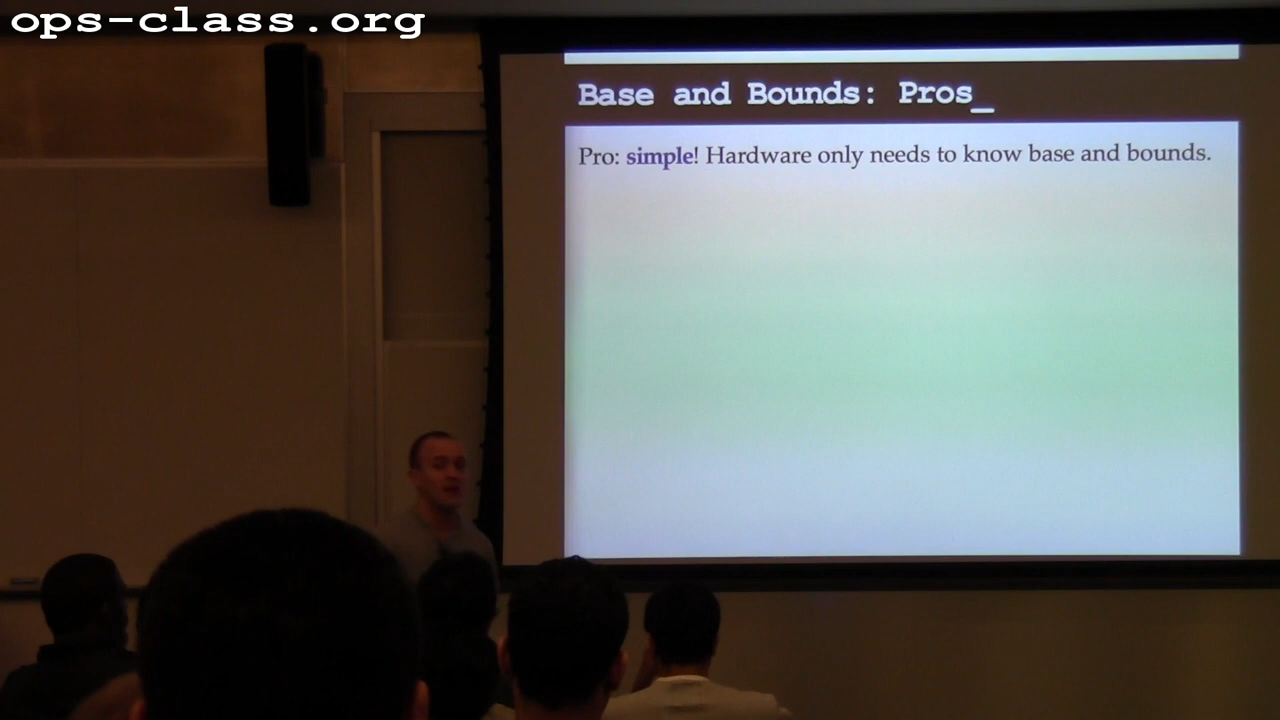 ops-class.org
Base and Bounds: Pros_
Pro: simple! Hardware only needs to know base and bounds.